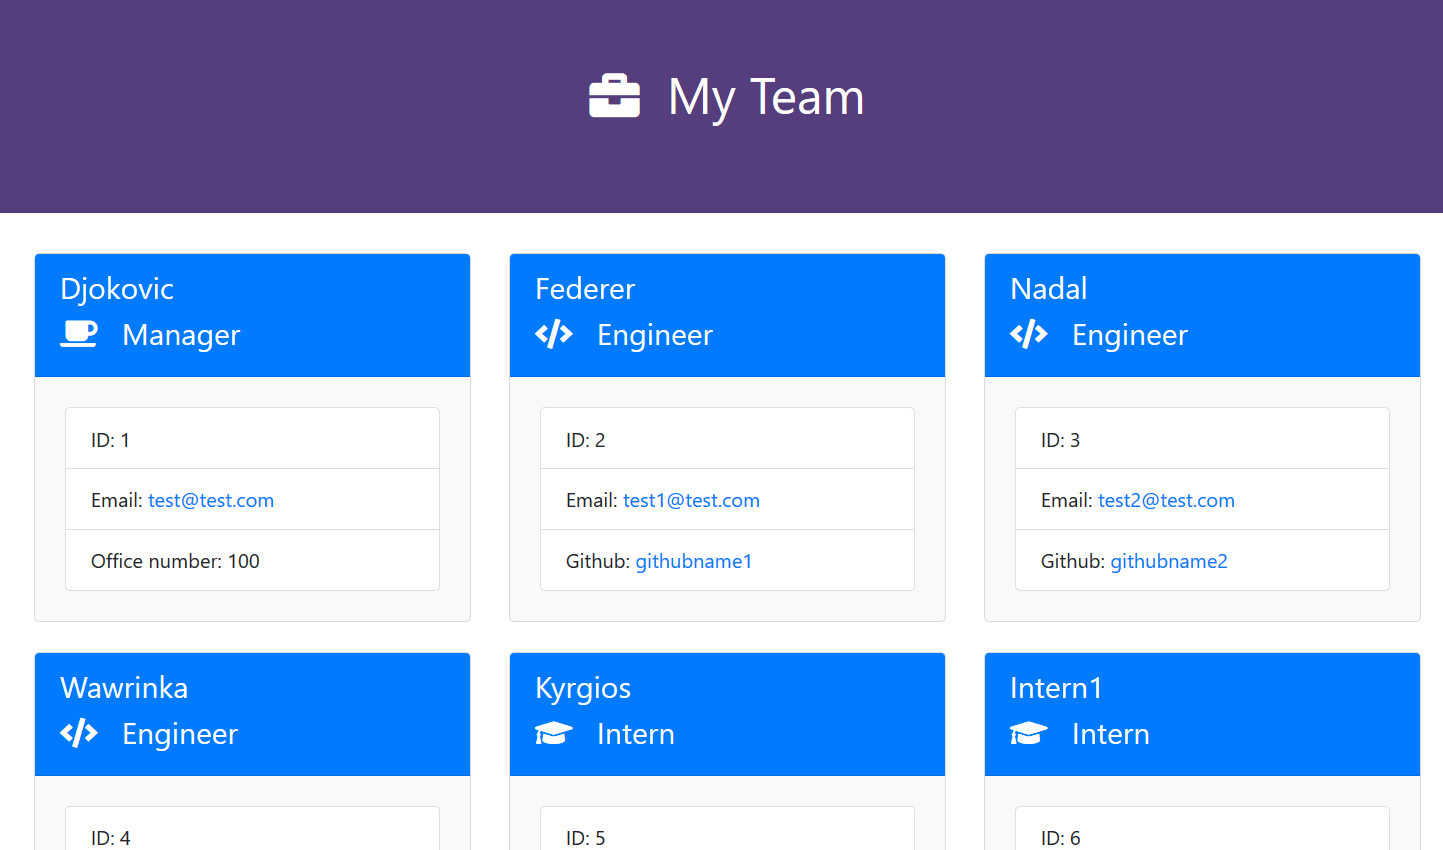 My Team
Djokovic
Manager
ID: 1
Email: test@test.com
Office number: 100
Federer
Engineer
ID: 2
Email: test1@test.com
Github: githubname1
Nadal
Engineer
ID: 3
Email: test2@test.com
Github: githubname2
Wawrinka
Engineer
ID: 4
Kyrgios
Intern
ID: 5
Intern1
Intern
ID: 6